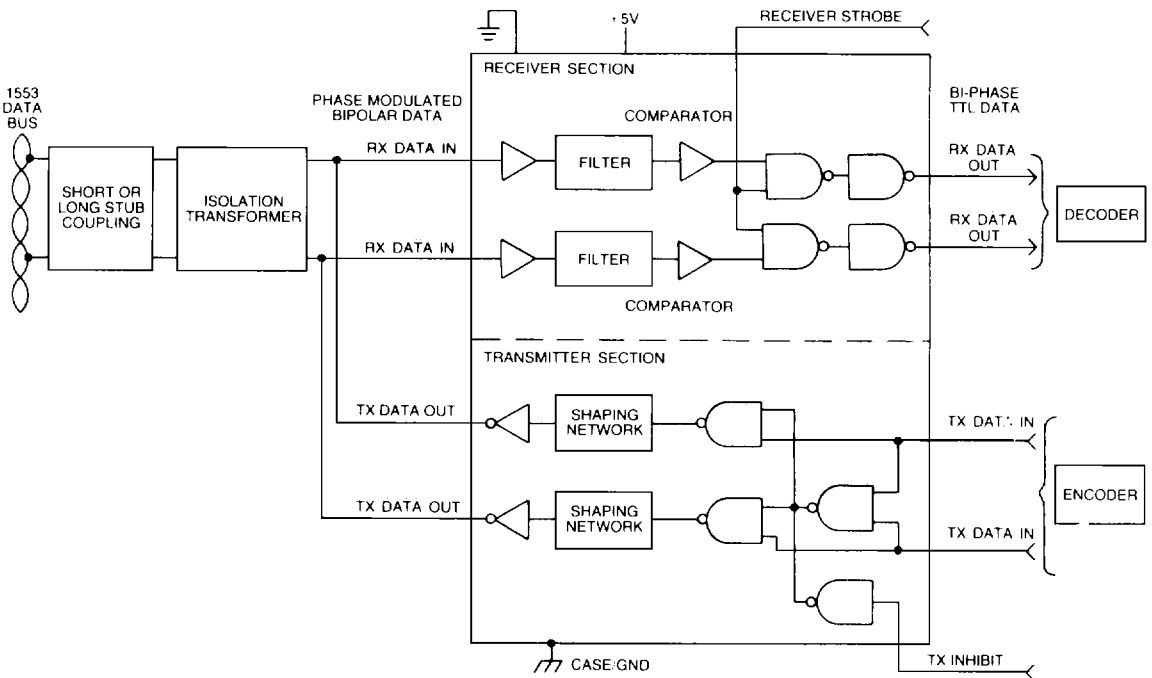 RECEIVER STROBE
+5V
RECEIVER SECTION
1553
DATA
BUS
PHASE MODULATED
BIPOLAR DATA
COMPARATOR
BI-PHASE
TTL DATA
RX DATA IN
FILTER
RX DATA
OUT
SHORT OR
LONG STUB
COUPLING
ISOLATION
TRANSFORMER
DECODER
RX DATA IN
FILTER
RX DATA
OUT
COMPARATOR
TRANSMITTER SECTION
TX DATA OUT
SHAPING
NETWORK
TX DAT. IN
TX DATA OUT
SHAPING
NETWORK
ENCODER
TX DATA IN
CASE/GND
TX INHIBIT